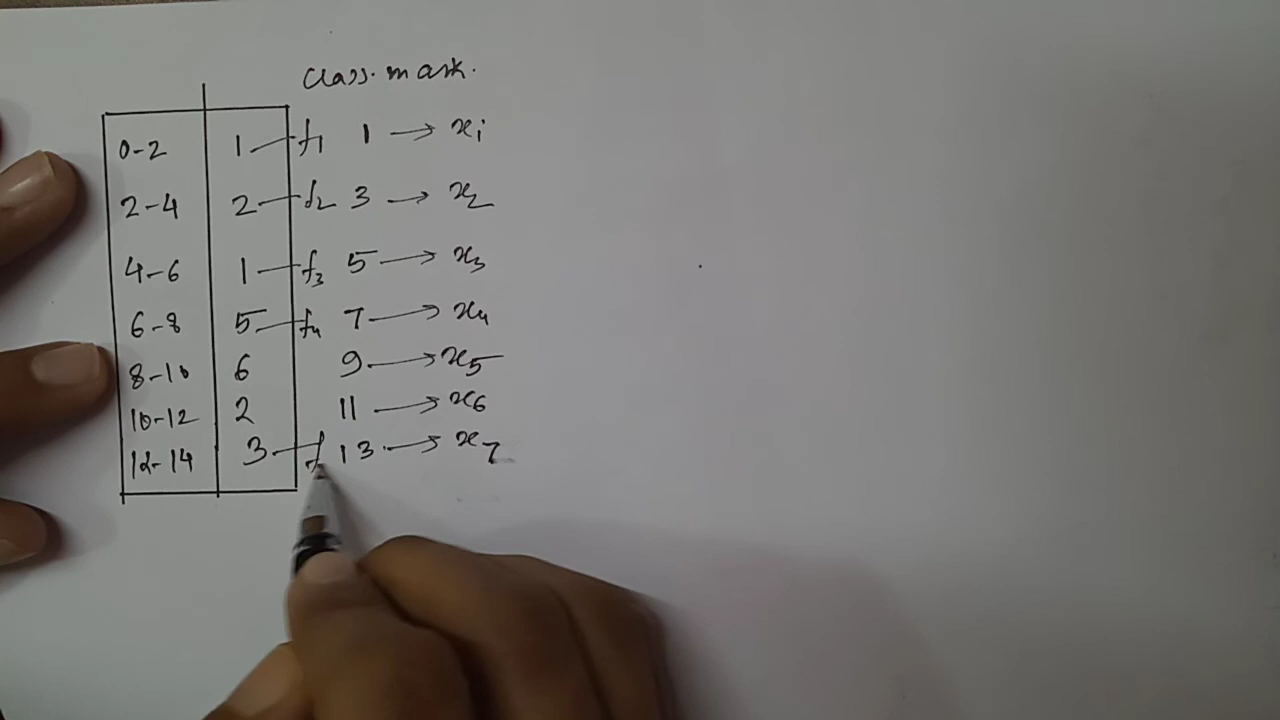 class. mark.
0-2 1 — f1 1 → xi
2-4 2 — f2 3 → x2
4-6 1 — f3 5 → x3
6-8 5 — f4 7 → x4
8-10 6 9 → x5
10-12 2 11 → x6
12-14 3 — f 13 → x7